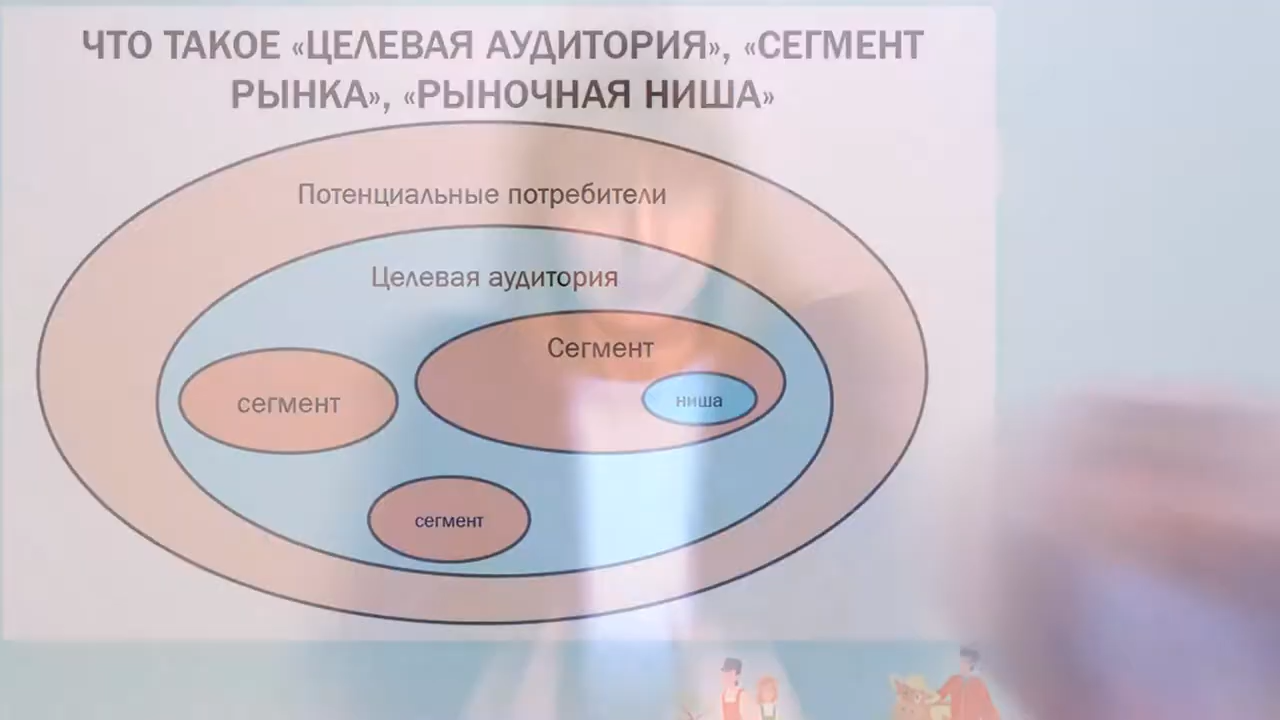 ЧТО ТАКОЕ «ЦЕЛЕВАЯ АУДИТОРИЯ», «СЕГМЕНТ
РЫНКА», «РЫНОЧНАЯ НИША»
Потенциальные потребители
Целевая аудитория
Сегмент
ниша
сегмент
сегмент